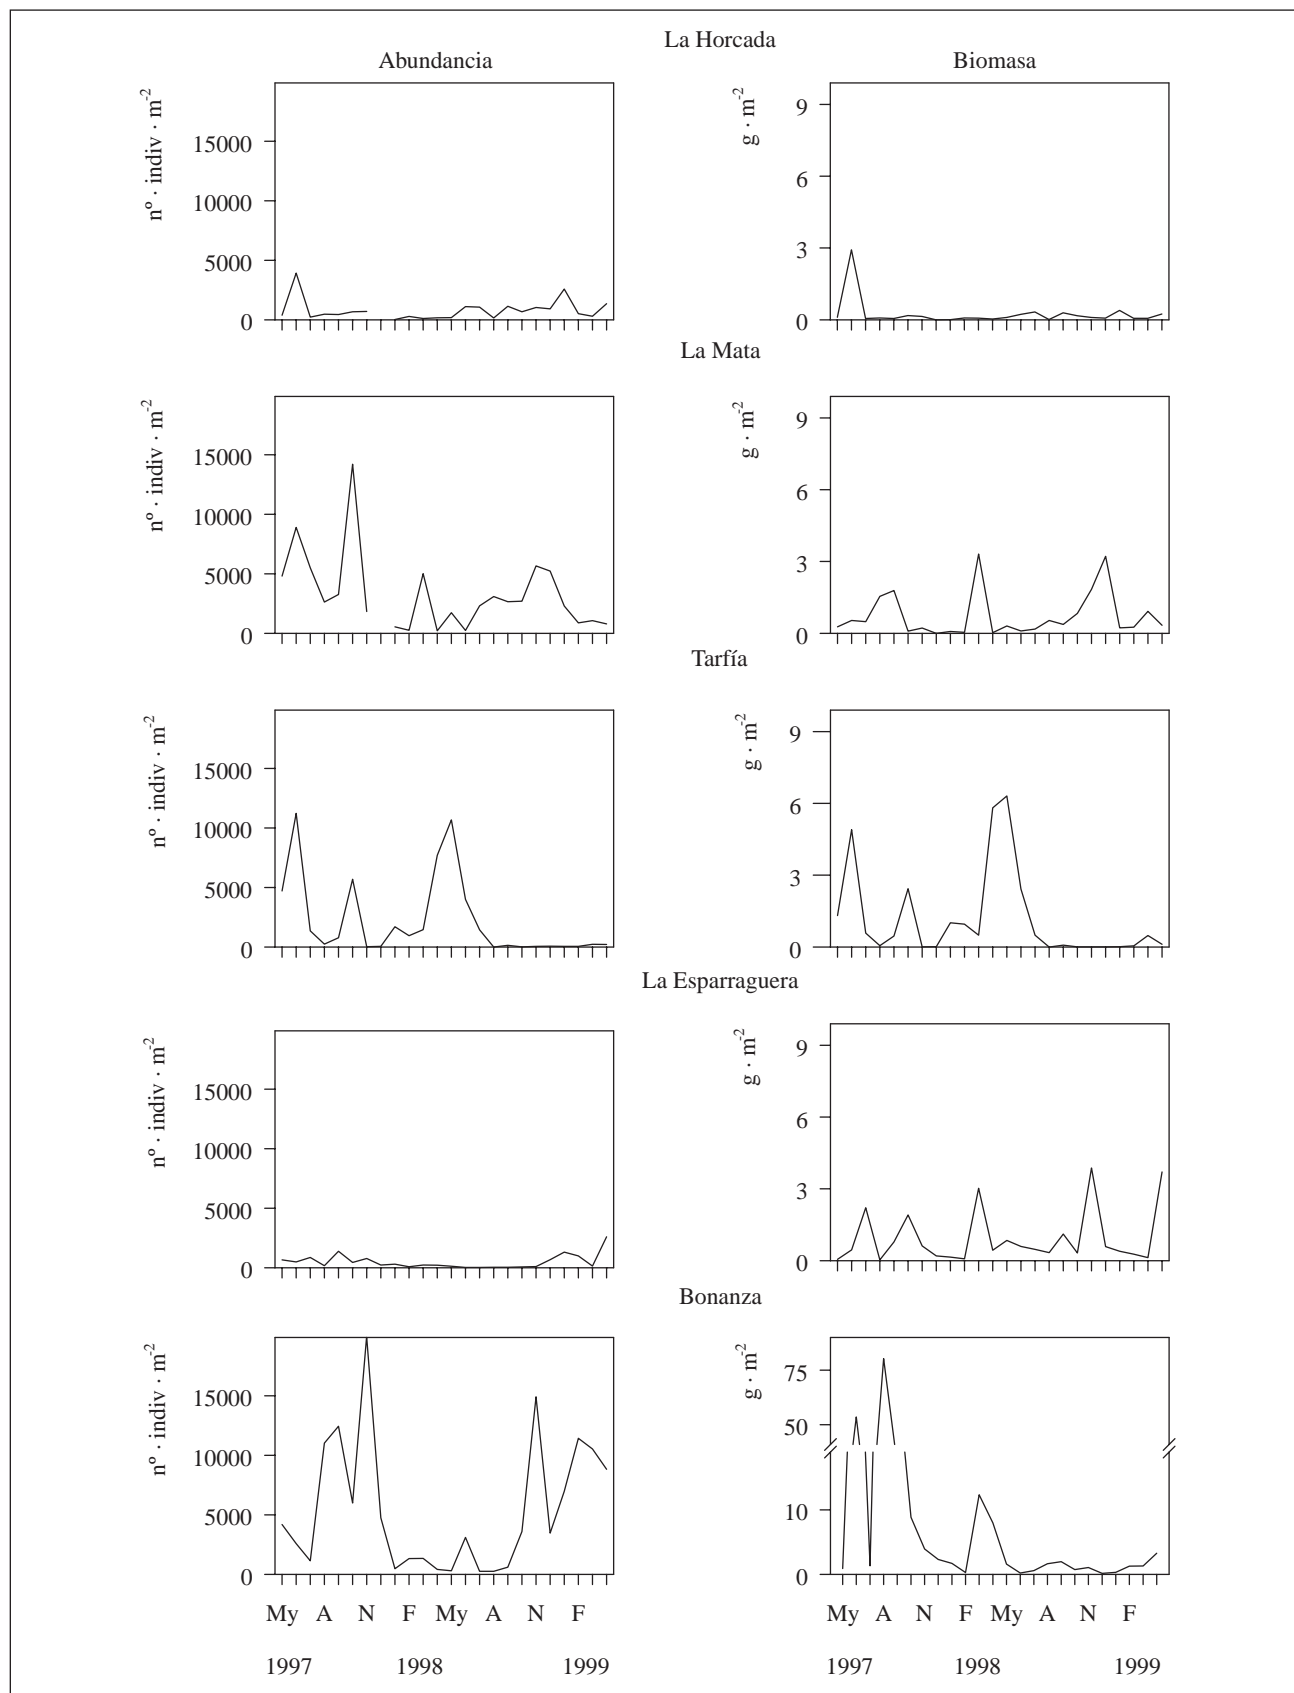 La Horcada
Abundancia
Biomasa
nº · indiv · m-2
15000
10000
5000
0
g · m-2
9
6
3
0
La Mata
nº · indiv · m-2
15000
10000
5000
0
g · m-2
9
6
3
0
Tarfía
nº · indiv · m-2
15000
10000
5000
0
g · m-2
9
6
3
0
La Esparraguera
nº · indiv · m-2
15000
10000
5000
0
g · m-2
9
6
3
0
Bonanza
nº · indiv · m-2
15000
10000
5000
0
g · m-2
75
50
10
0
My A N F My A N F
1997 1998 1999
My A N F My A N F
1997 1998 1999